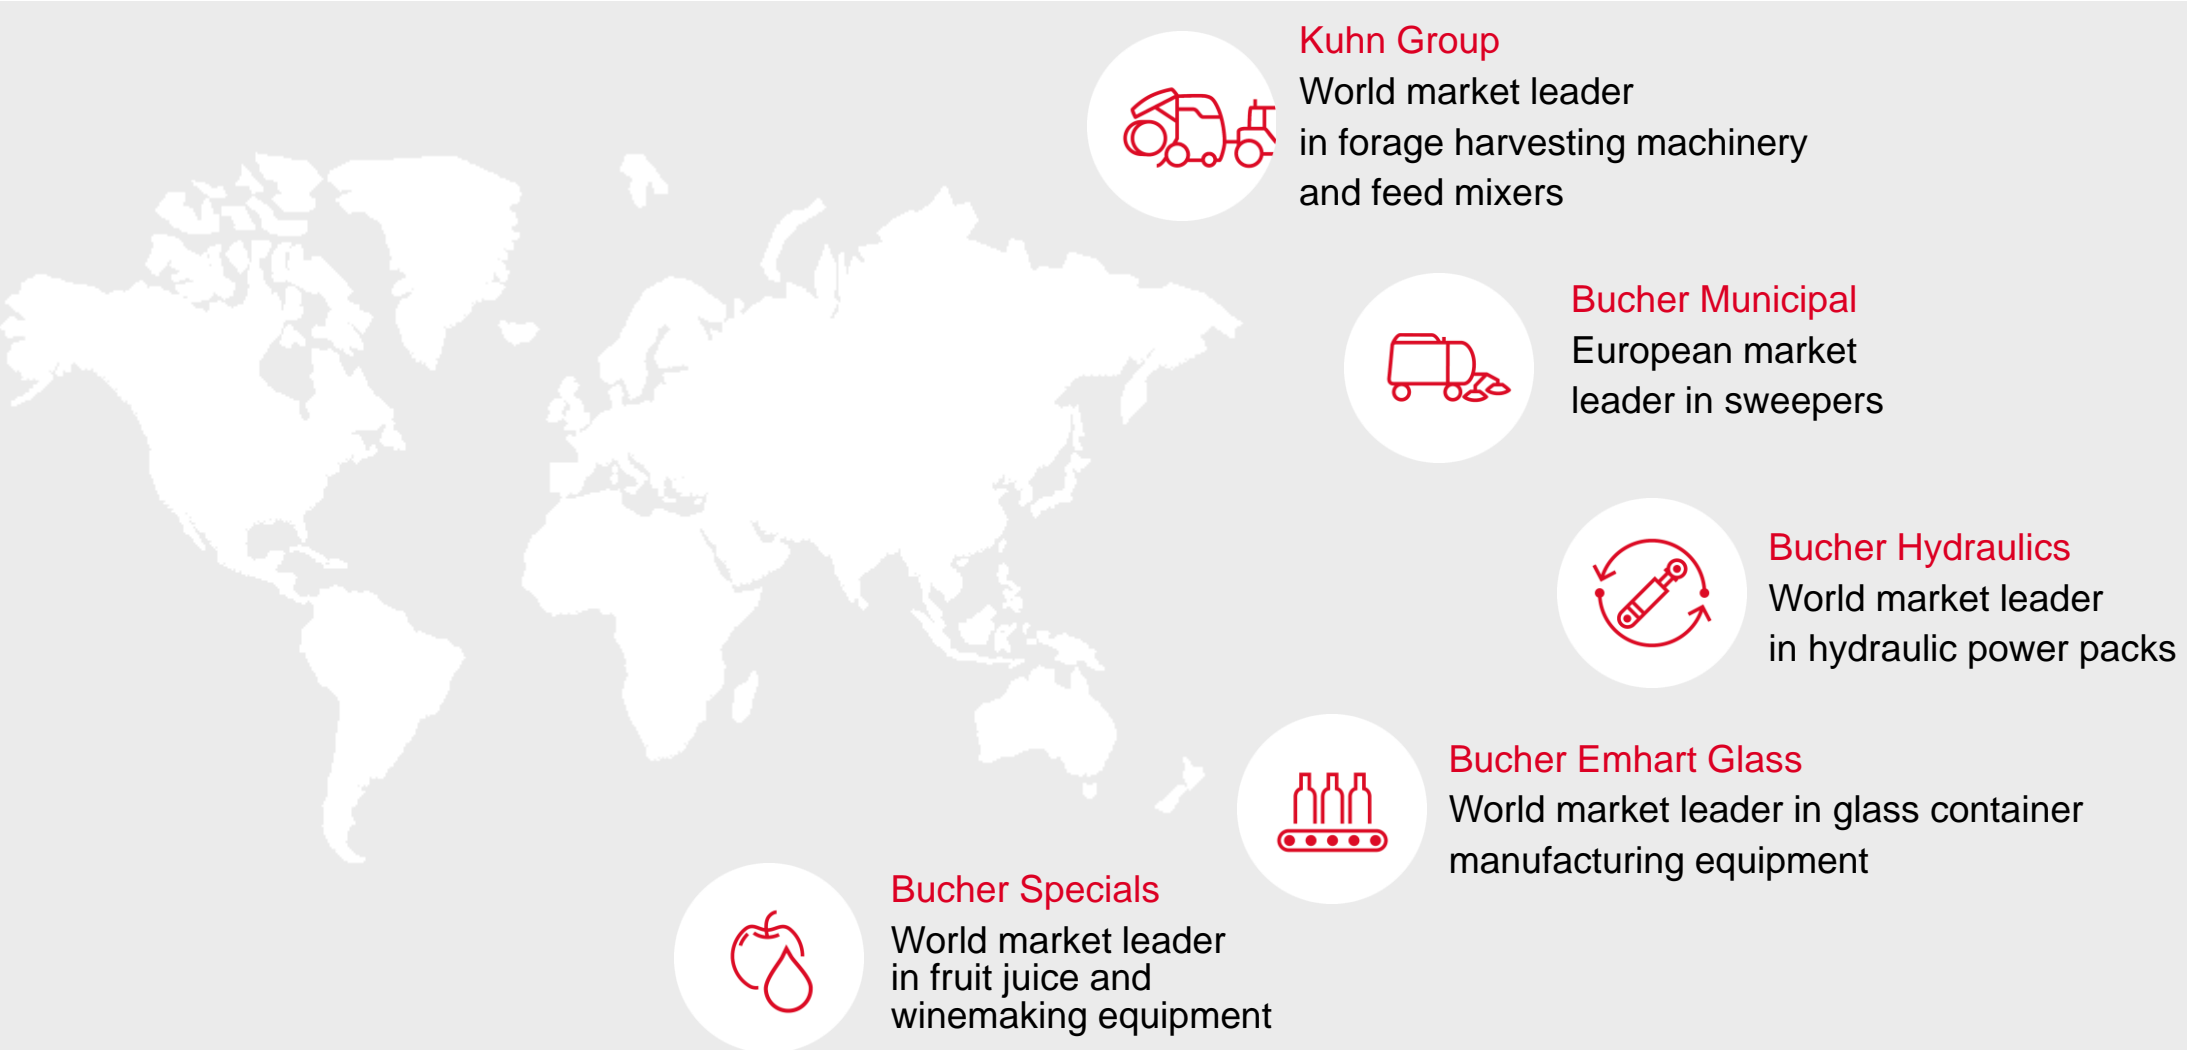 Kuhn Group
World market leader
in forage harvesting machinery
and feed mixers
Bucher Municipal
European market
leader in sweepers
Bucher Hydraulics
World market leader
in hydraulic power packs
Bucher Emhart Glass
World market leader in glass container
manufacturing equipment
Bucher Specials
World market leader
in fruit juice and
winemaking equipment